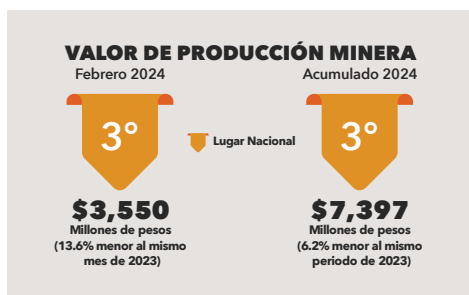 VALOR DE PRODUCCIÓN MINERA
Febrero 2024
Acumulado 2024
3°
Lugar Nacional
3°
$3,550
Millones de pesos
(13.6% menor al mismo
mes de 2023)
$7,397
Millones de pesos
(6.2% menor al mismo
periodo de 2023)